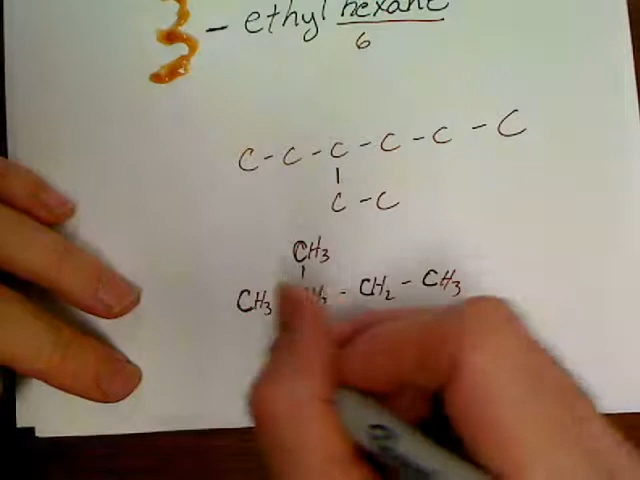 3 - ethyl hexane
6
C - C - C - C - C - C
C - C
CH3
CH3 - CH2 - CH3